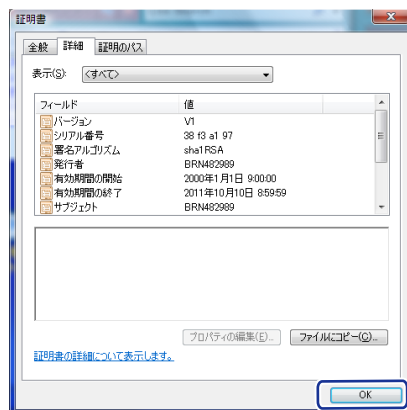 証明書
全般 詳細 証明のパス
表示(S): <すべて>
フィールド 値
バージョン V1
シリアル番号 38 f3 a1 97
署名アルゴリズム sha1RSA
発行者 BRN482989
有効期間の開始 2000年1月1日 9:00:00
有効期間の終了 2011年10月10日 8:59:59
サブジェクト BRN482989
プロパティの編集(E)... ファイルにコピー(C)...
証明書の詳細について表示します。
OK